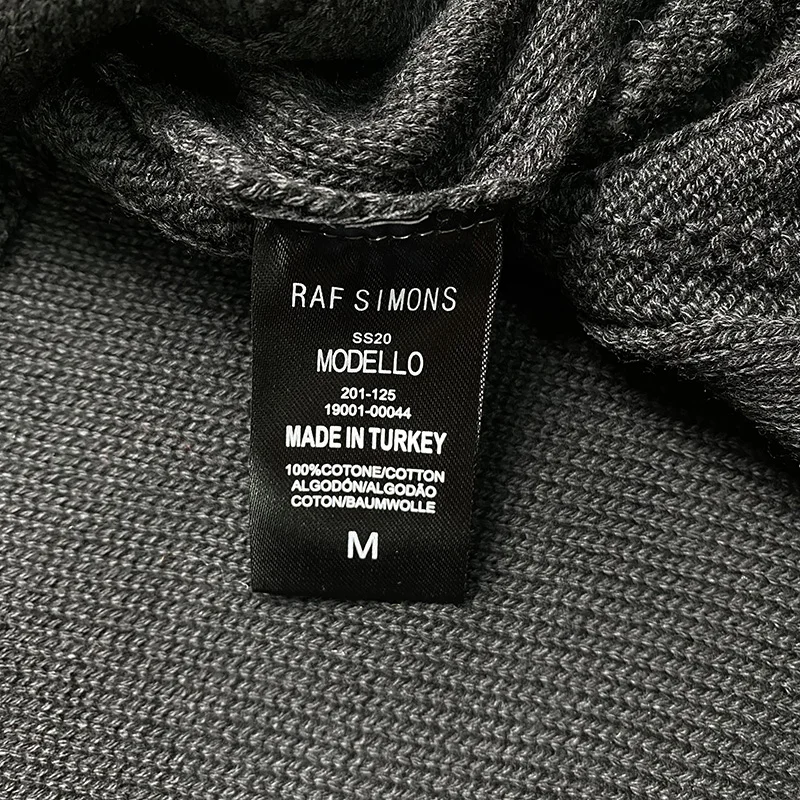 RAF SIMONS
SS20
MODELLO
201-125
19001-00044
MADE IN TURKEY
100%COTONE/COTTON
ALGODÓN/ALGODÃO
COTON/BAUMWOLLE
M